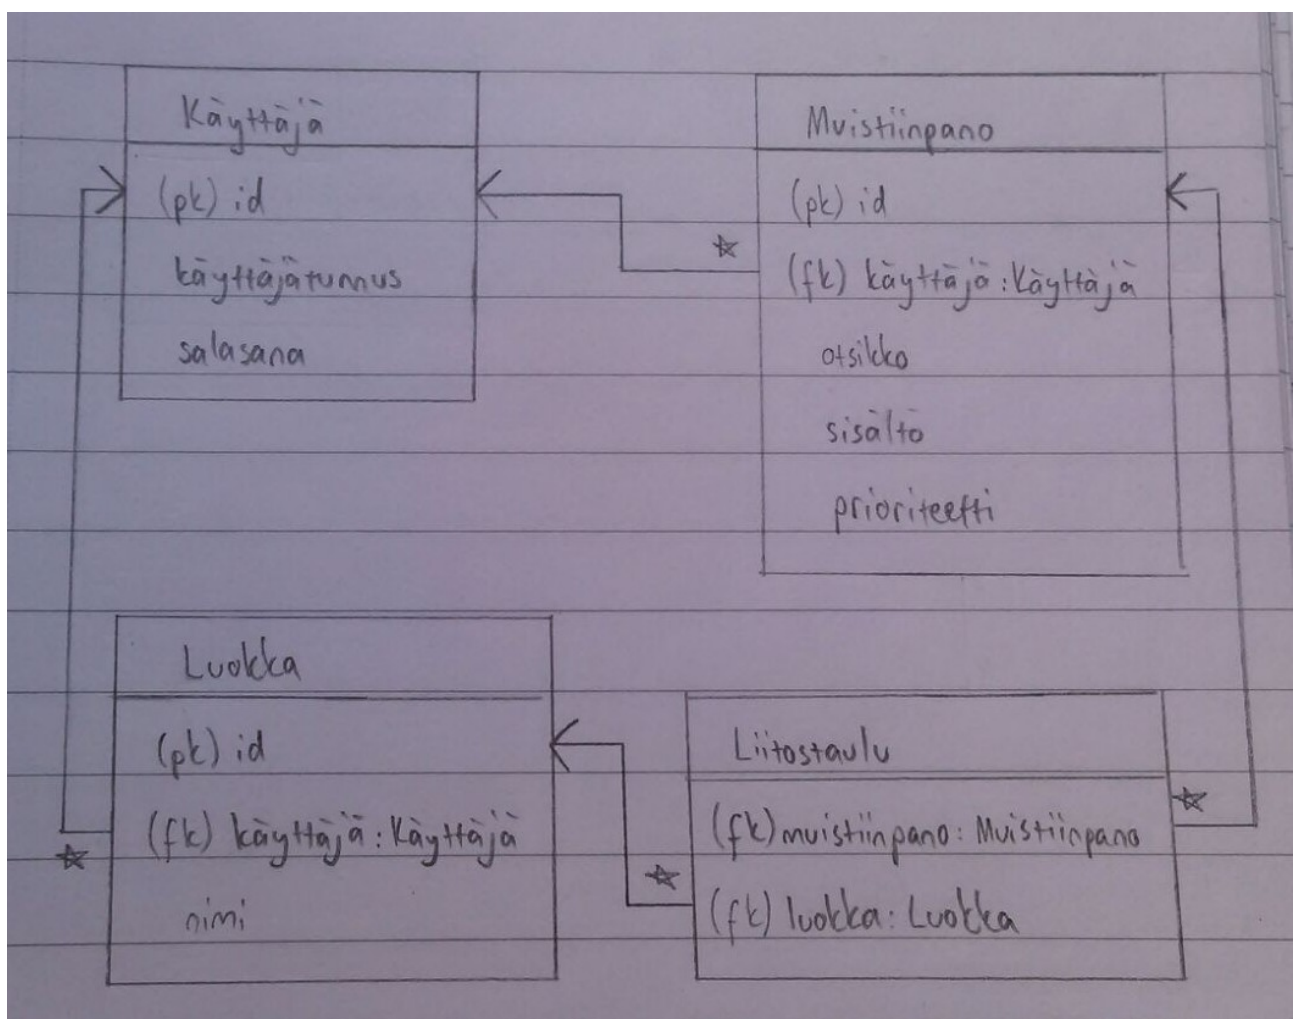 Käyttäjä
(pk) id
käyttäjätunnus
salasana
Muistiinpano
(pk) id
(fk) käyttäjä : Käyttäjä
otsikko
sisältö
prioriteetti
Luokka
(pk) id
(fk) käyttäjä : Käyttäjä
nimi
Liitostaulu
(fk) muistiinpano : Muistiinpano
(fk) luokka : Luokka